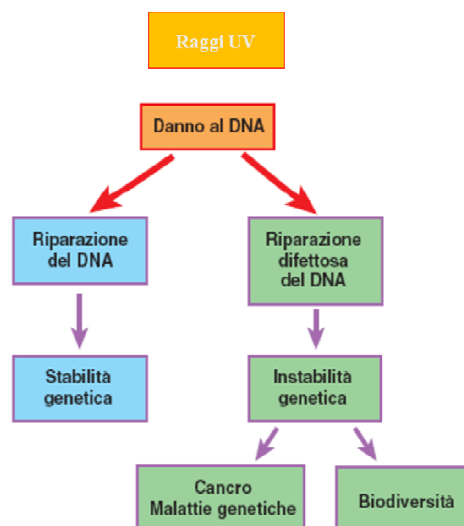 Raggi UV
Danno al DNA
Riparazione
del DNA
Riparazione
difettosa
del DNA
Stabilità
genetica
Instabilità
genetica
Cancro
Malattie genetiche
Biodiversità